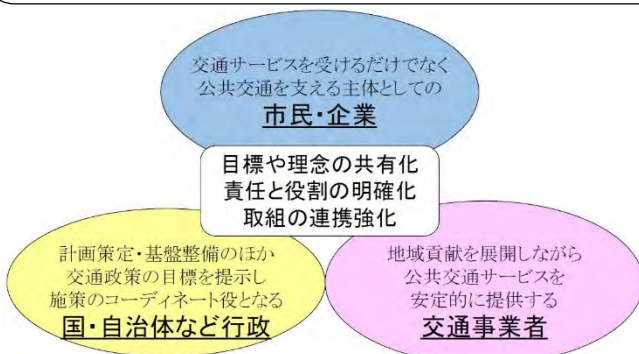 交通サービスを受けるだけでなく
公共交通を支える主体としての
市民・企業
目標や理念の共有化
責任と役割の明確化
取組の連携強化
計画策定・基盤整備のほか
交通政策の目標を提示し
施策のコーディネート役となる
国・自治体など行政
地域貢献を展開しながら
公共交通サービスを
安定的に提供する
交通事業者